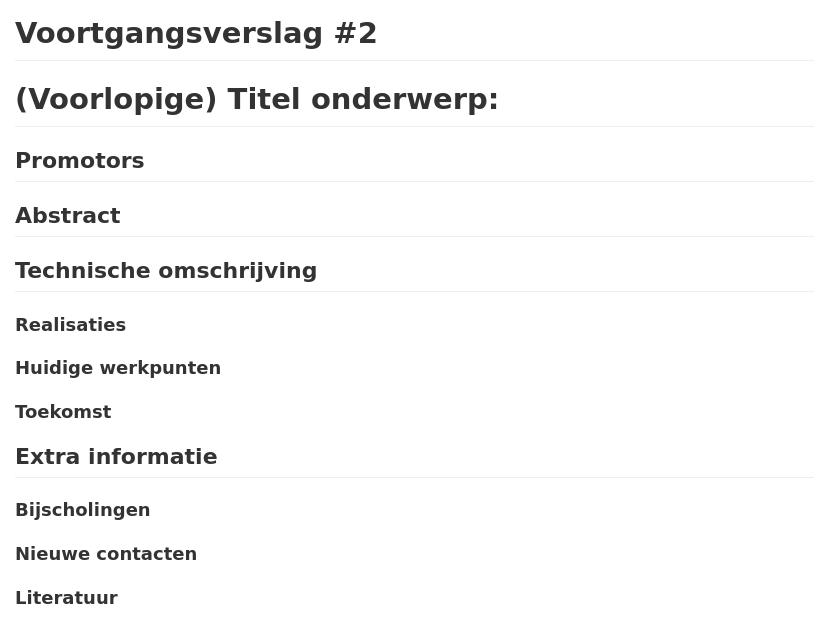 Voortgangsverslag #2
(Voorlopige) Titel onderwerp:
Promotors
Abstract
Technische omschrijving
Realisaties
Huidige werkpunten
Toekomst
Extra informatie
Bijscholingen
Nieuwe contacten
Literatuur